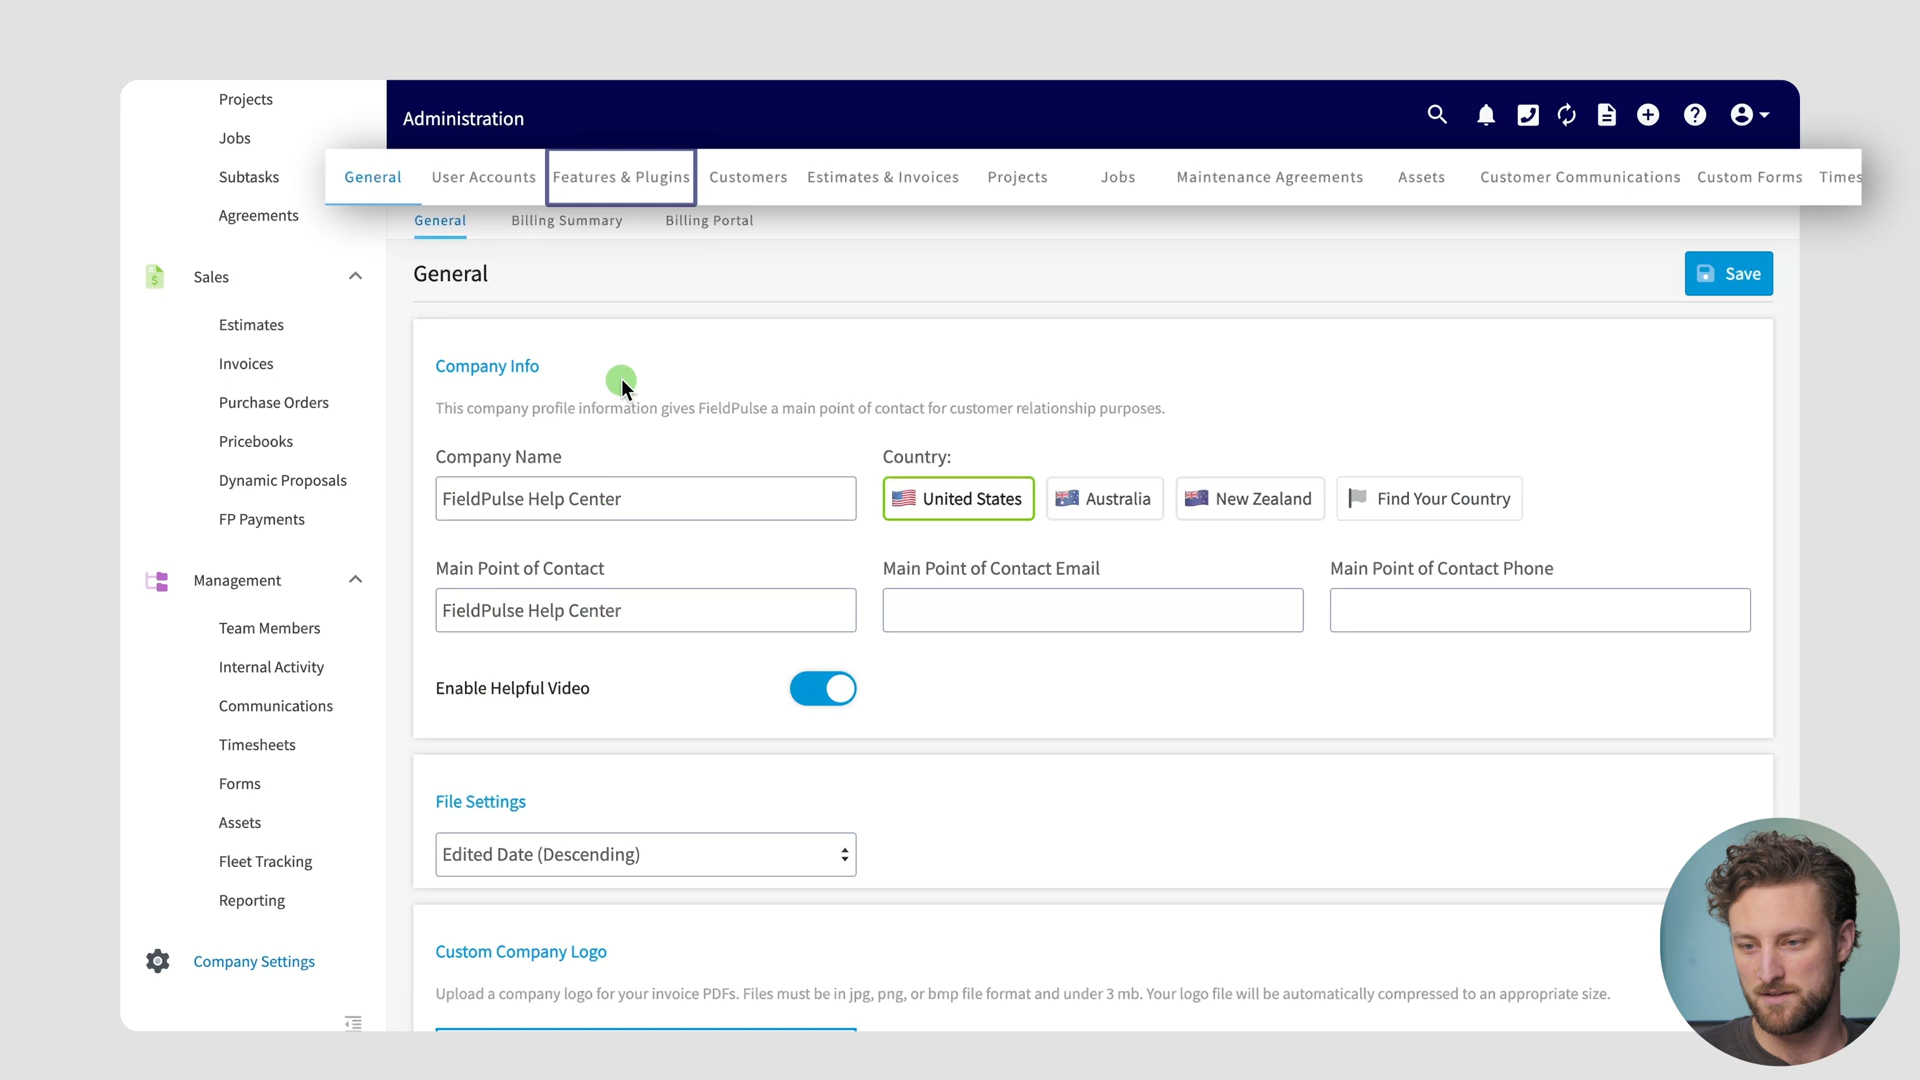 Projects
Jobs
Subtasks
Agreements
Sales
Estimates
Invoices
Purchase Orders
Pricebooks
Dynamic Proposals
FP Payments
Management
Team Members
Internal Activity
Communications
Timesheets
Forms
Assets
Fleet Tracking
Reporting
Company Settings
Administration
General User Accounts Features & Plugins Customers Estimates & Invoices Projects Jobs Maintenance Agreements Assets Customer Communications Custom Forms Times
General Billing Summary Billing Portal
General
Save
Company Info
This company profile information gives FieldPulse a main point of contact for customer relationship purposes.
Company Name Country:
FieldPulse Help Center United States Australia New Zealand Find Your Country
Main Point of Contact Main Point of Contact Email Main Point of Contact Phone
FieldPulse Help Center
Enable Helpful Video
File Settings
Edited Date (Descending)
Custom Company Logo
Upload a company logo for your invoice PDFs. Files must be in jpg, png, or bmp file format and under 3 mb. Your logo file will be automatically compressed to an appropriate size.